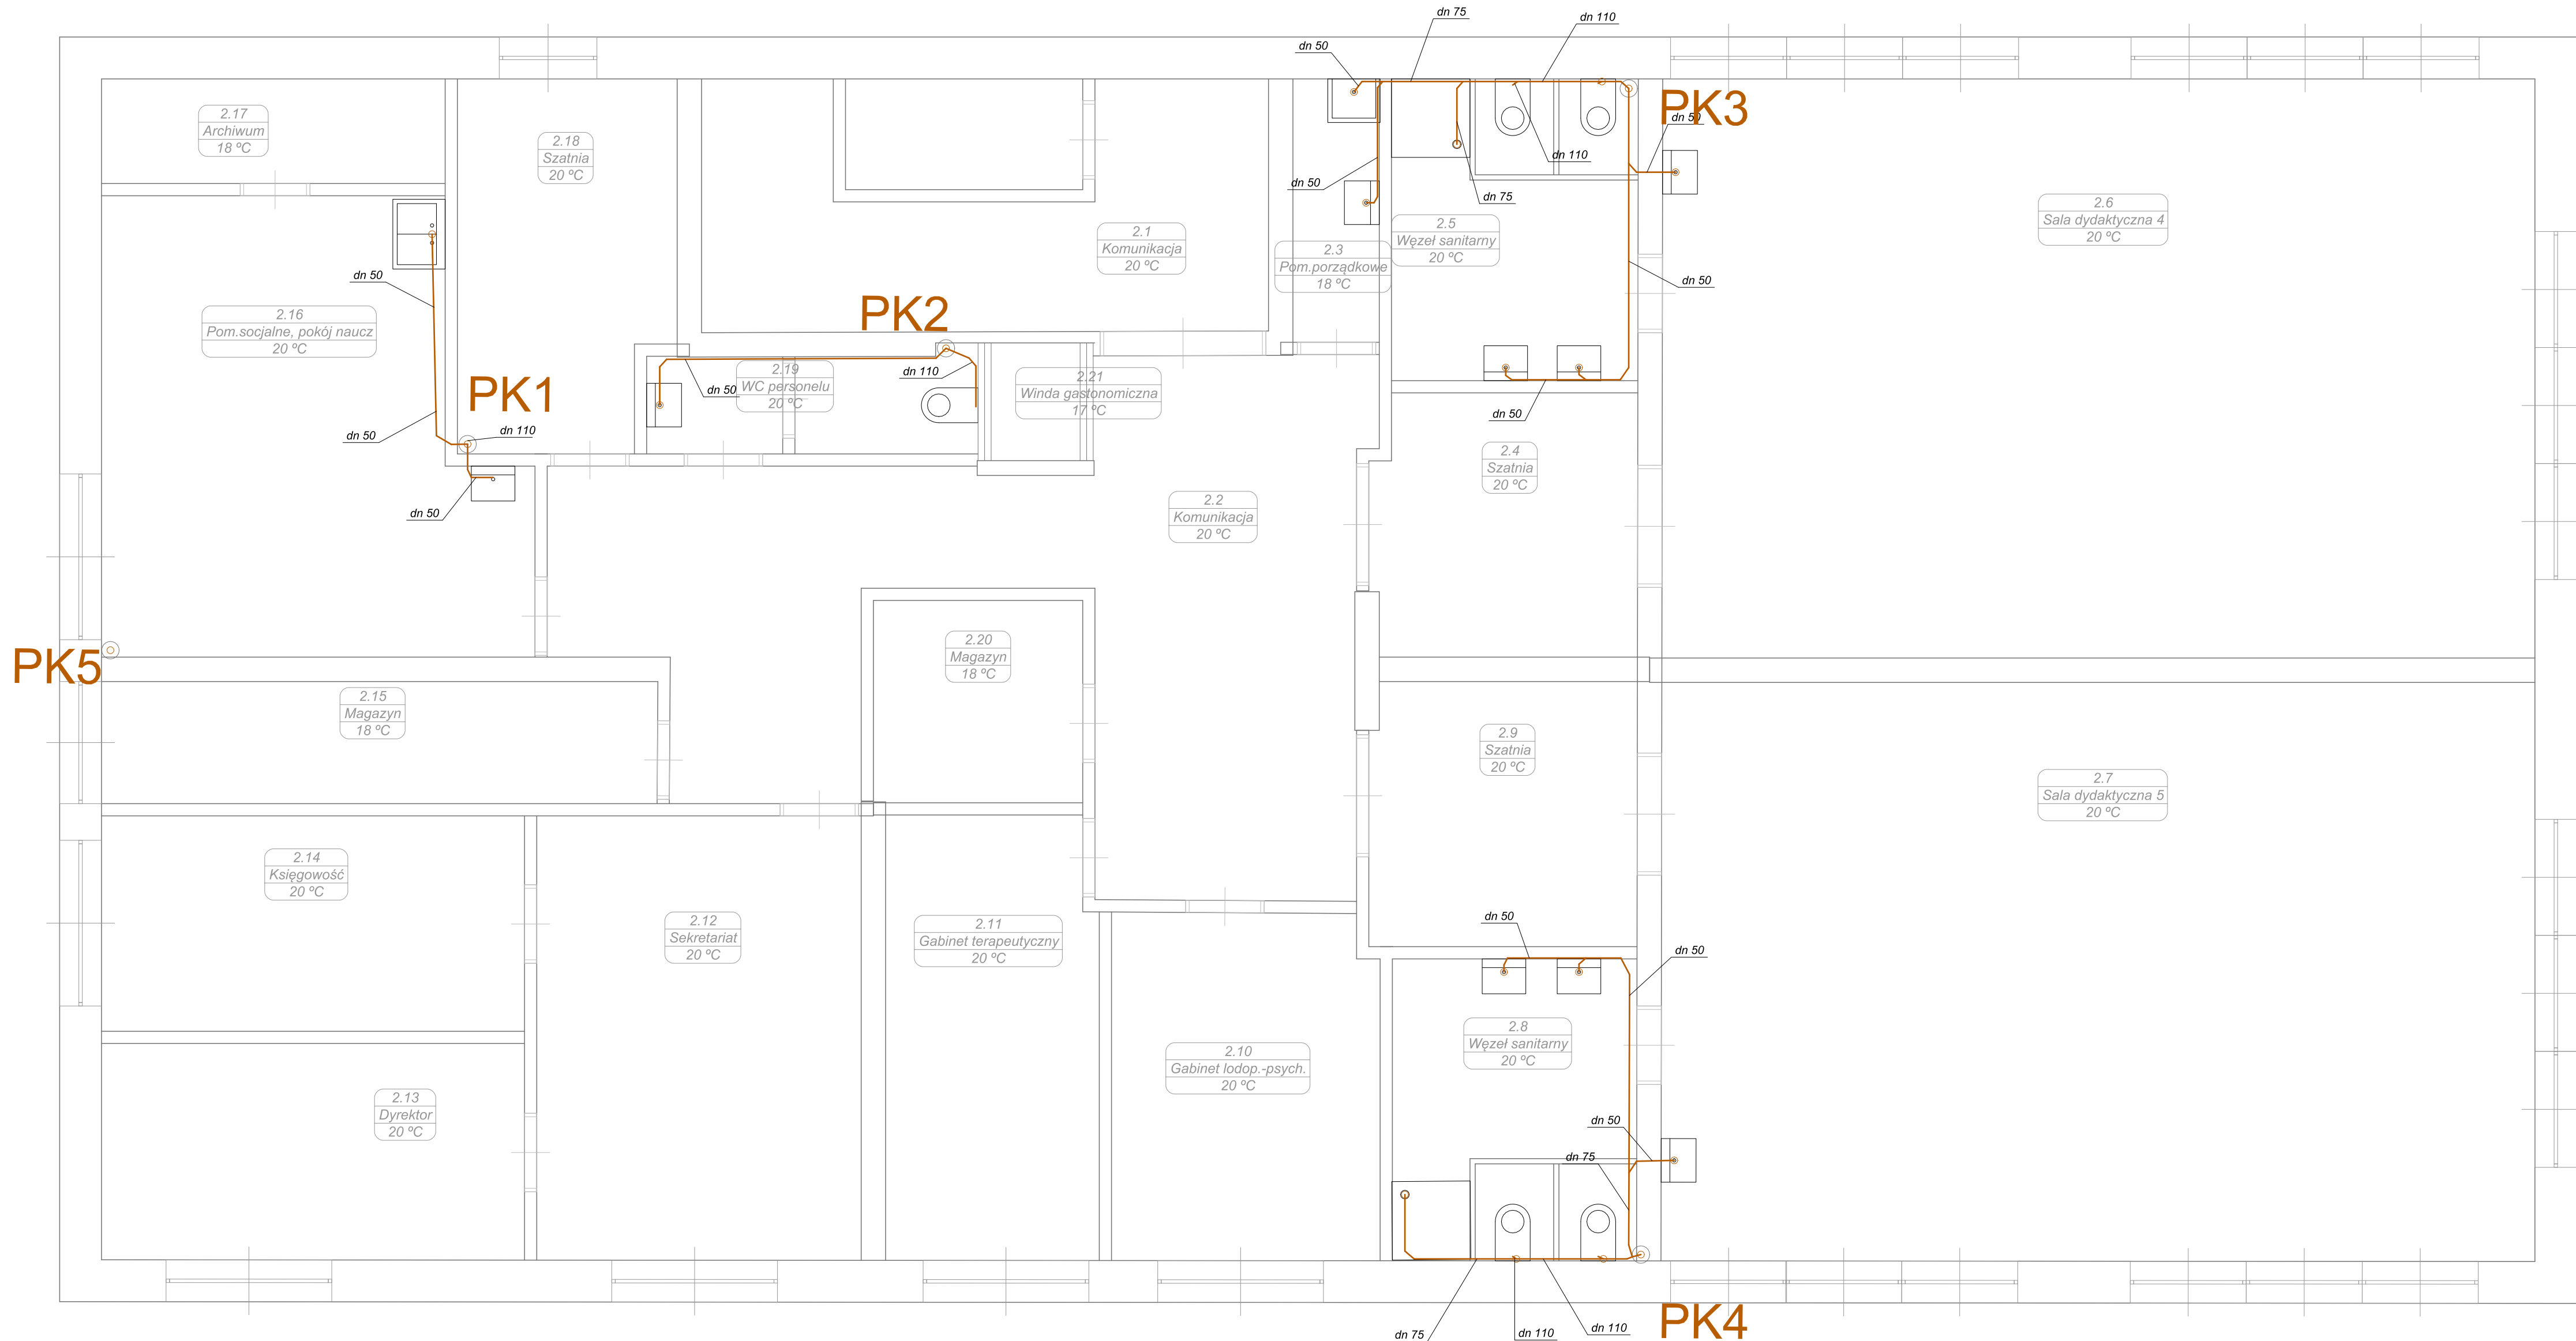 dn 75
dn 110
dn 50
PK3
dn 50
2.17
Archiwum
18 ºC
2.18
Szatnia
20 ºC
dn 110
dn 50
dn 75
2.6
Sala dydaktyczna 4
20 ºC
2.1
Komunikacja
20 ºC
2.3
Pom.porządkowe
18 ºC
2.5
Węzeł sanitarny
20 ºC
dn 50
dn 50
2.16
Pom.socjalne, pokój naucz
20 ºC
PK2
PK1
dn 50
2.19
WC personelu
20 ºC
dn 110
2.21
Winda gastonomiczna
17 ºC
dn 50
dn 110
dn 50
dn 50
2.4
Szatnia
20 ºC
2.2
Komunikacja
20 ºC
PK5
2.20
Magazyn
18 ºC
2.15
Magazyn
18 ºC
2.9
Szatnia
20 ºC
2.7
Sala dydaktyczna 5
20 ºC
2.14
Księgowość
20 ºC
2.12
Sekretariat
20 ºC
2.11
Gabinet terapeutyczny
20 ºC
dn 50
dn 50
2.8
Węzeł sanitarny
20 ºC
2.10
Gabinet lodop.-psych.
20 ºC
2.13
Dyrektor
20 ºC
dn 50
dn 75
dn 75
dn 110
dn 110
PK4